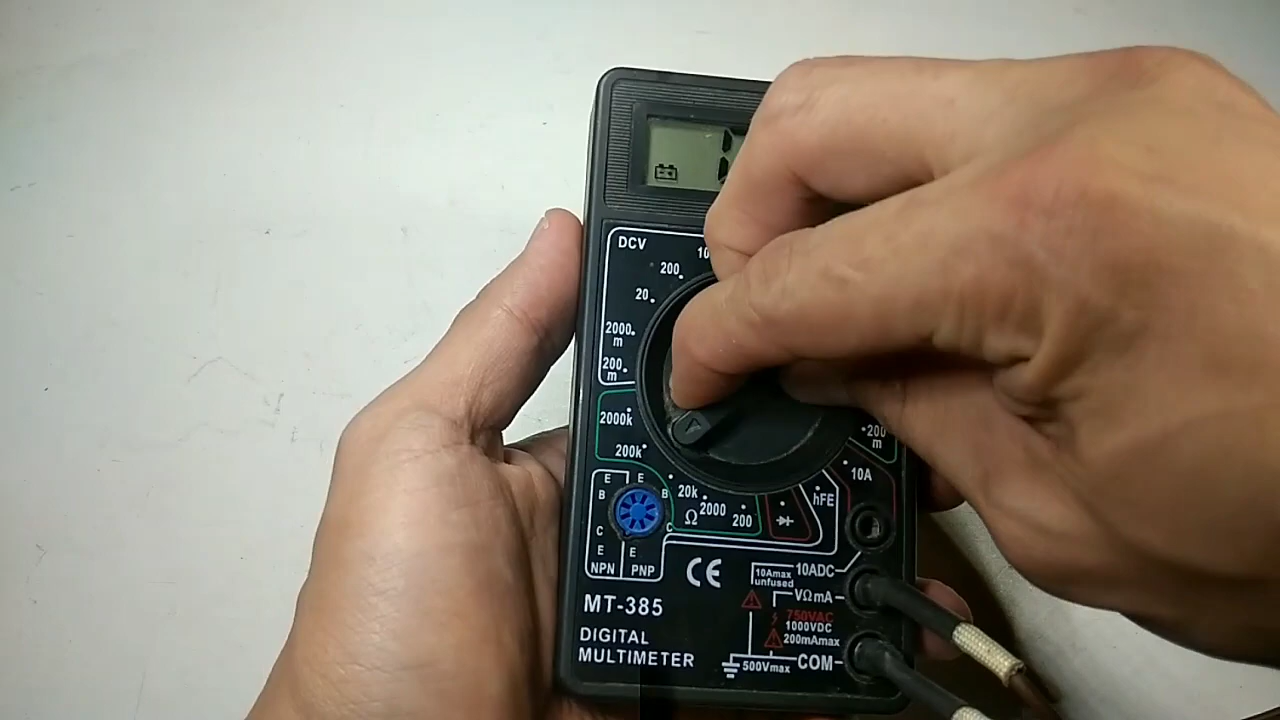 DCV
10
200
20
2000
m
200
m
2000k
200k
20k
2000
200
Ω
hFE
10A
200
m
E
E
B
B
C
C
E
E
NPN
PNP
CE
10Amax
unfused
10ADC
VΩmA
750VAC
1000VDC
200mAmax
500Vmax
COM
MT-385
DIGITAL
MULTIMETER